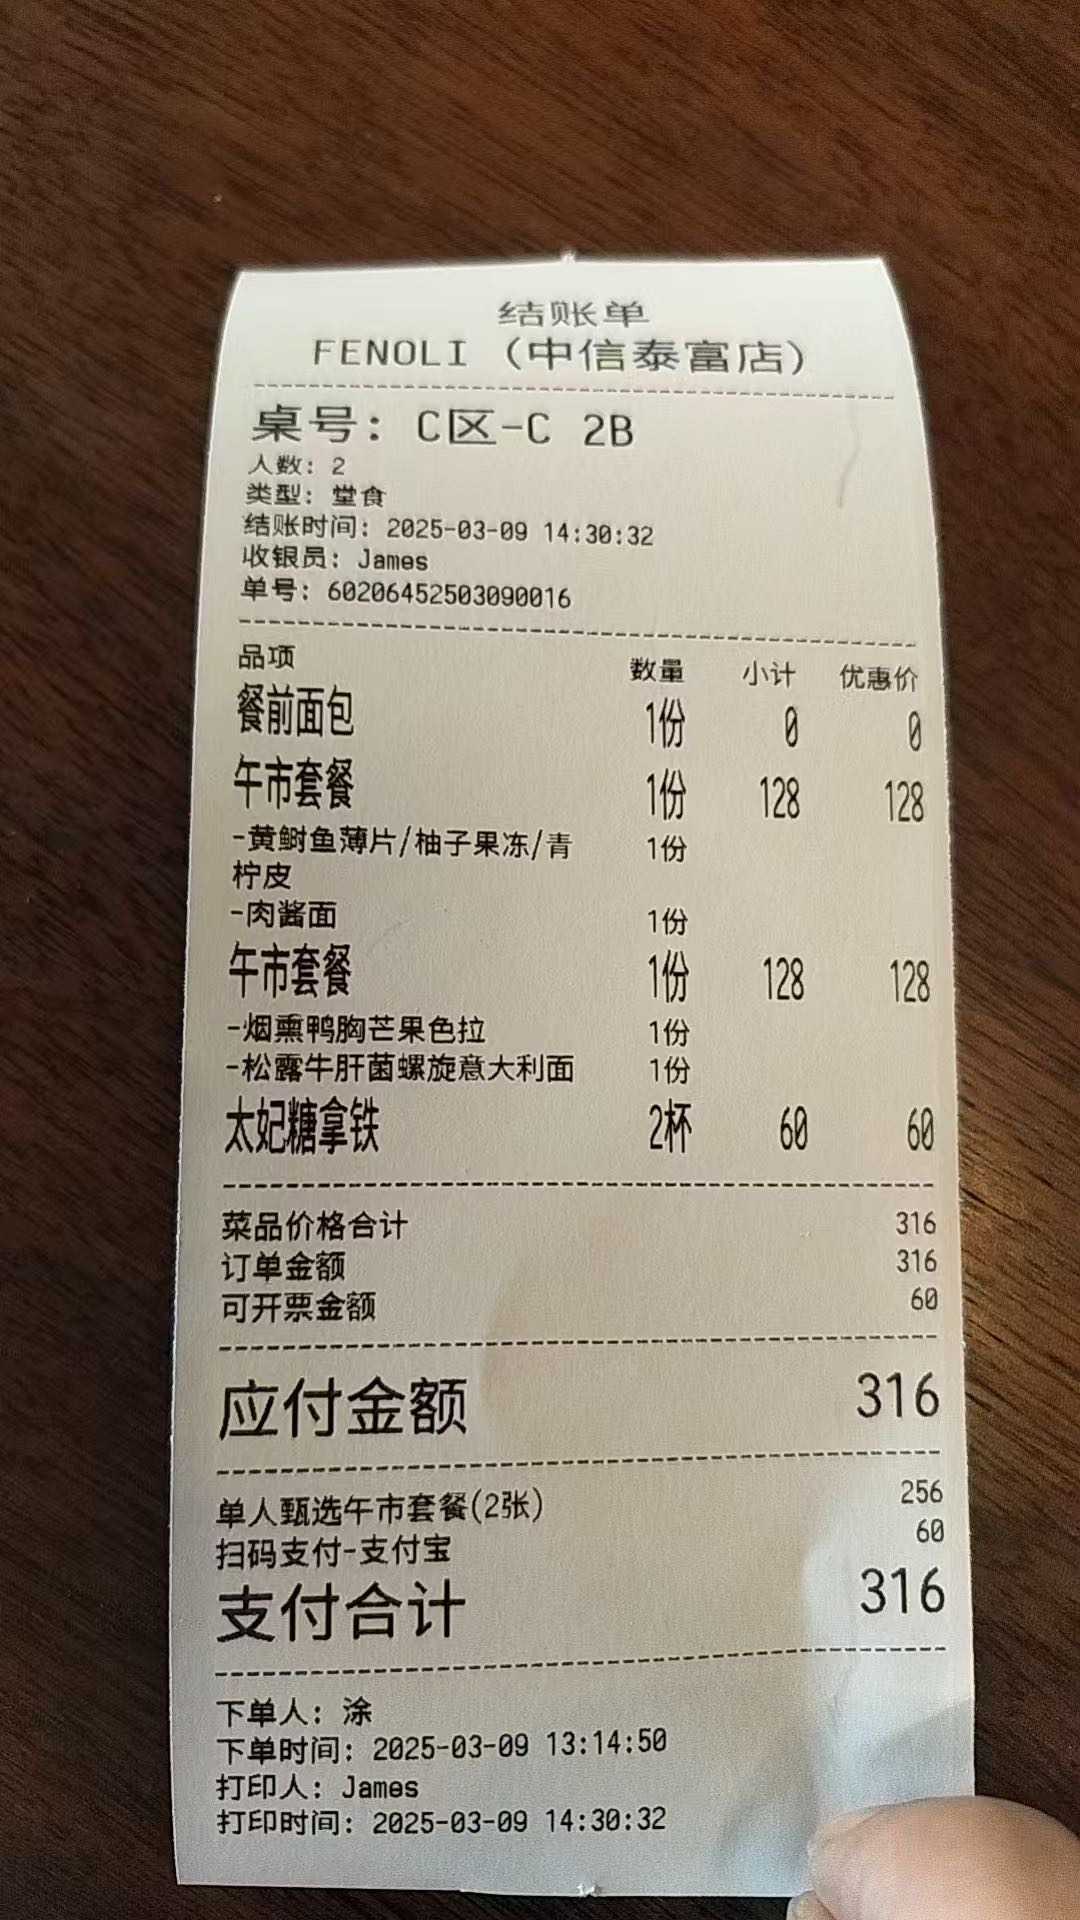 结账单
FENOLI (中信泰富店)
桌号: C区-C 2B
人数: 2
类型: 堂食
结账时间: 2025-03-09 14:30:32
收银员: James
单号: 60206452503090016
品项 数量 小计 优惠价
餐前面包 1份 0 0
午市套餐 1份 128 128
-黄鲥鱼薄片/柚子果冻/青 1份
柠皮
-肉酱面 1份
午市套餐 1份 128 128
-烟熏鸭胸芒果色拉 1份
-松露牛肝菌螺旋意大利面 1份
太妃糖拿铁 2杯 60 60
菜品价格合计 316
订单金额 316
可开票金额 60
应付金额 316
单人甄选午市套餐(2张) 256
扫码支付-支付宝 60
支付合计 316
下单人: 涂
下单时间: 2025-03-09 13:14:50
打印人: James
打印时间: 2025-03-09 14:30:32